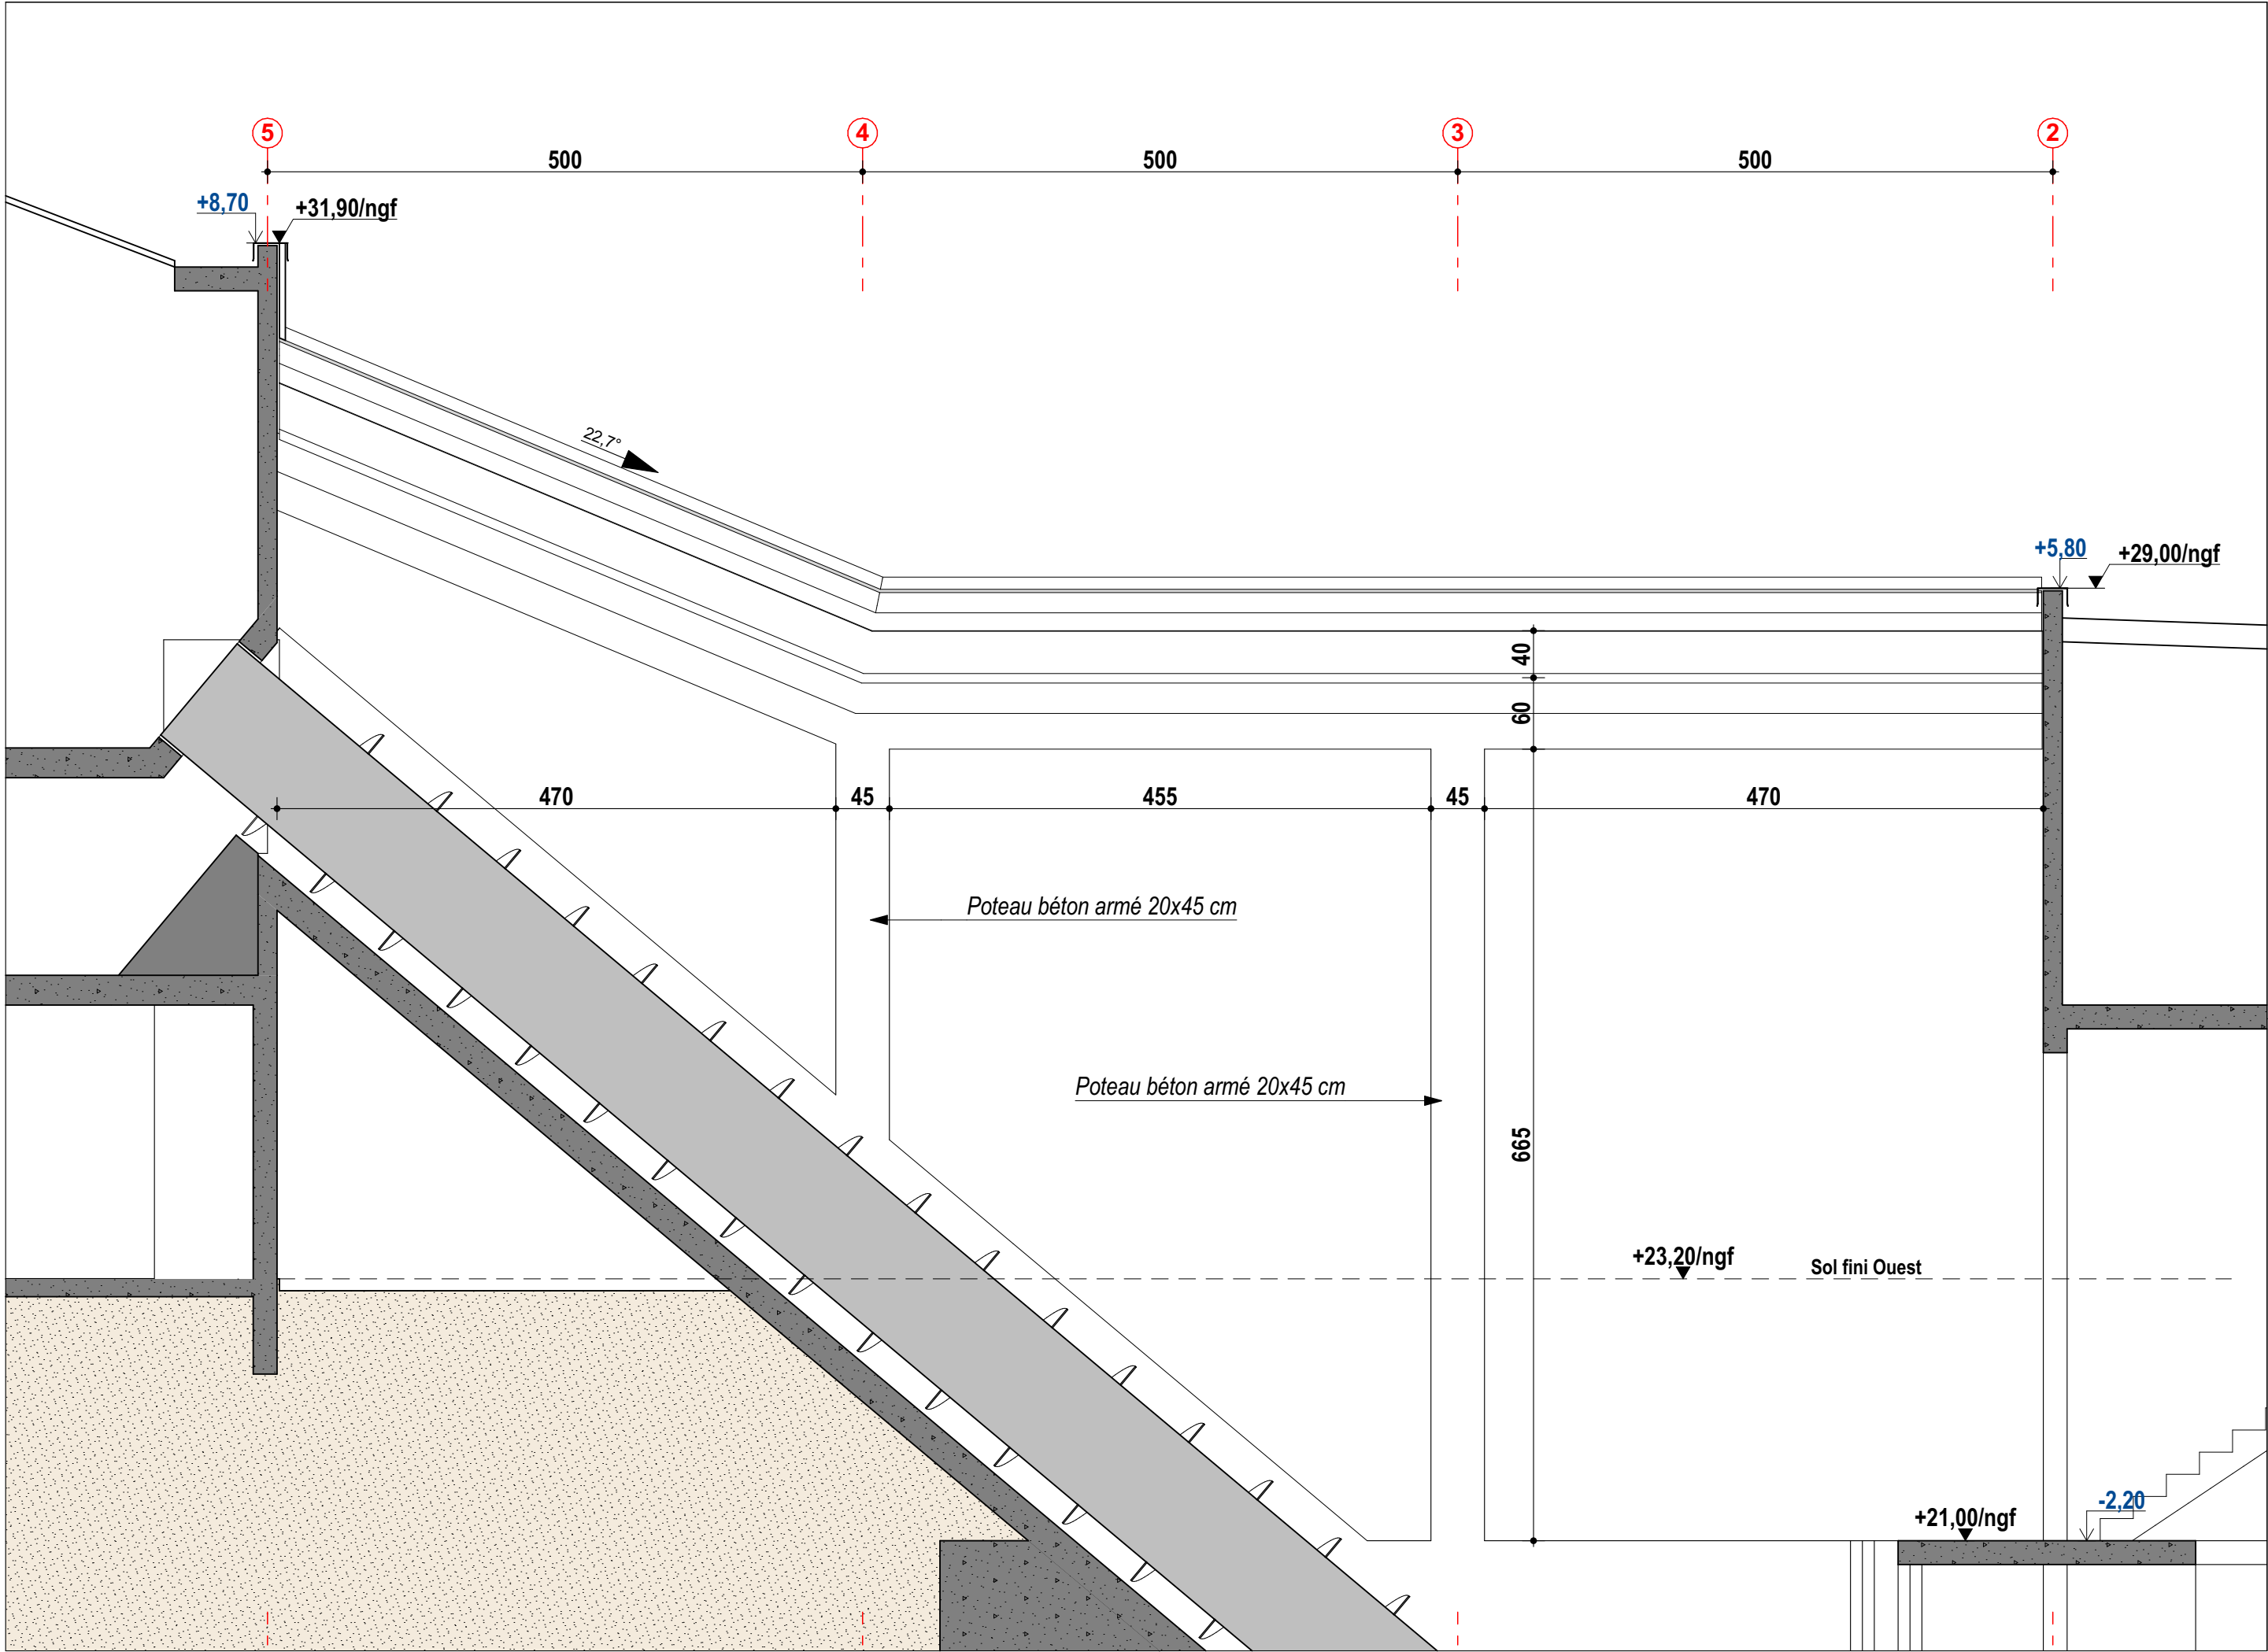 5
4
3
2
500
500
500
+8,70
+31,90/ngf
22,7°
+5,80
+29,00/ngf
40
60
470
45
455
45
470
Poteau béton armé 20x45 cm
Poteau béton armé 20x45 cm
665
+23,20/ngf
Sol fini Ouest
-2,20
+21,00/ngf